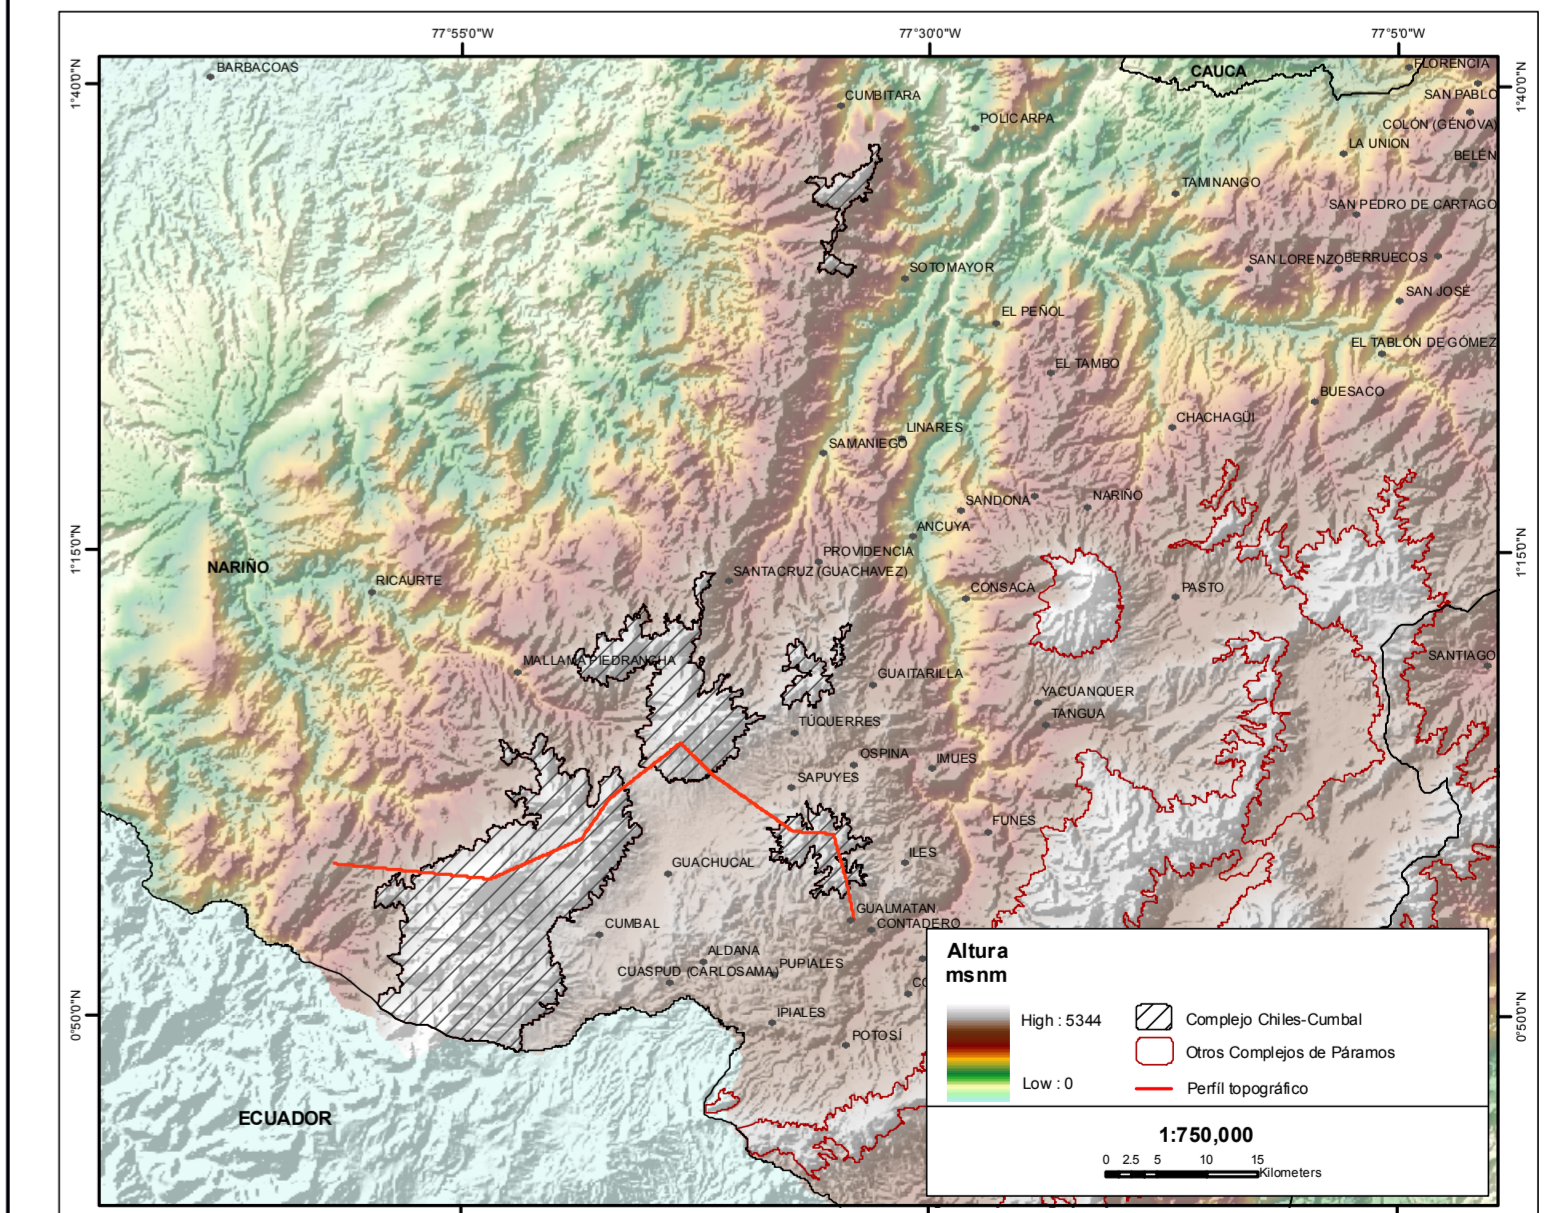 77°55'0"W
77°30'0"W
77°5'0"W
1°40'0"N
1°40'0"N
BARBACOAS
CAUCA
FLORENCIA
CUMBITARA
SAN PABLO
POLICARPA
COLÓN (GÉNOVA)
LA UNION
BELÉN
TAMINANGO
SAN PEDRO DE CARTAGO
SOTOMAYOR
SAN LORENZO
BERRUECOS
SAN JOSÉ
EL PEÑOL
EL TABLÓN DE GÓMEZ
EL TAMBO
BUESACO
CHACHAGÜI
LINARES
SAMANIEGO
SANDONA
NARIÑO
ANCUYA
1°15'0"N
PROVIDENCIA
1°15'0"N
NARIÑO
SANTACRUZ (GUACHAVEZ)
RICAURTE
CONSACA
PASTO
MALLAMA PIEDRANCHA
SANTIAGO
GUAITARILLA
YACUANQUER
TANGUA
TÚQUERRES
OSPINA
IMUES
SAPUYES
FUNES
GUACHUCAL
ILES
GUALMATAN
CUMBAL
CONTADERO
ALDANA
CUASPUD (CARLOSAMA)
PUPIALES
CO
0°50'0"N
IPIALES
0°50'0"N
POTOSÍ
ECUADOR
Altura
msnm
High : 5344
Low : 0
Complejo Chiles-Cumbal
Otros Complejos de Páramos
Perfíl topográfico
1:750,000
0 2.5 5 10 15
Kilometers